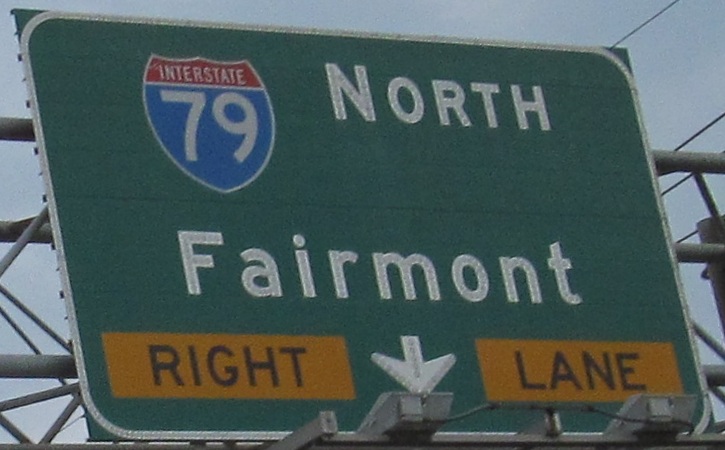 INTERSTATE
79
NORTH
Fairmont
RIGHT LANE